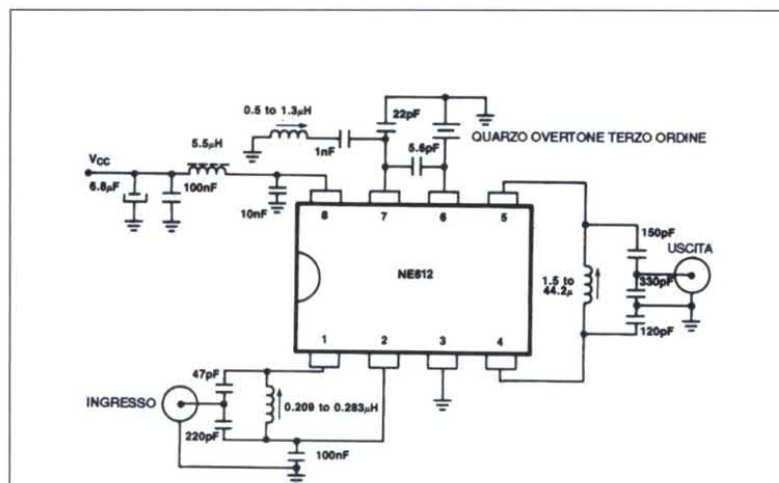 0.5 to 1.3µH
22pF
QUARZO OVERTONE TERZO ORDINE
1nF
5.6pF
5.5µH
VCC
6.8µF
100nF
10nF
8
7
6
5
NE612
150pF
USCITA
1.5 to
44.2µ
330pF
120pF
1
2
3
4
47pF
INGRESSO
0.209 to 0.283µH
220pF
100nF